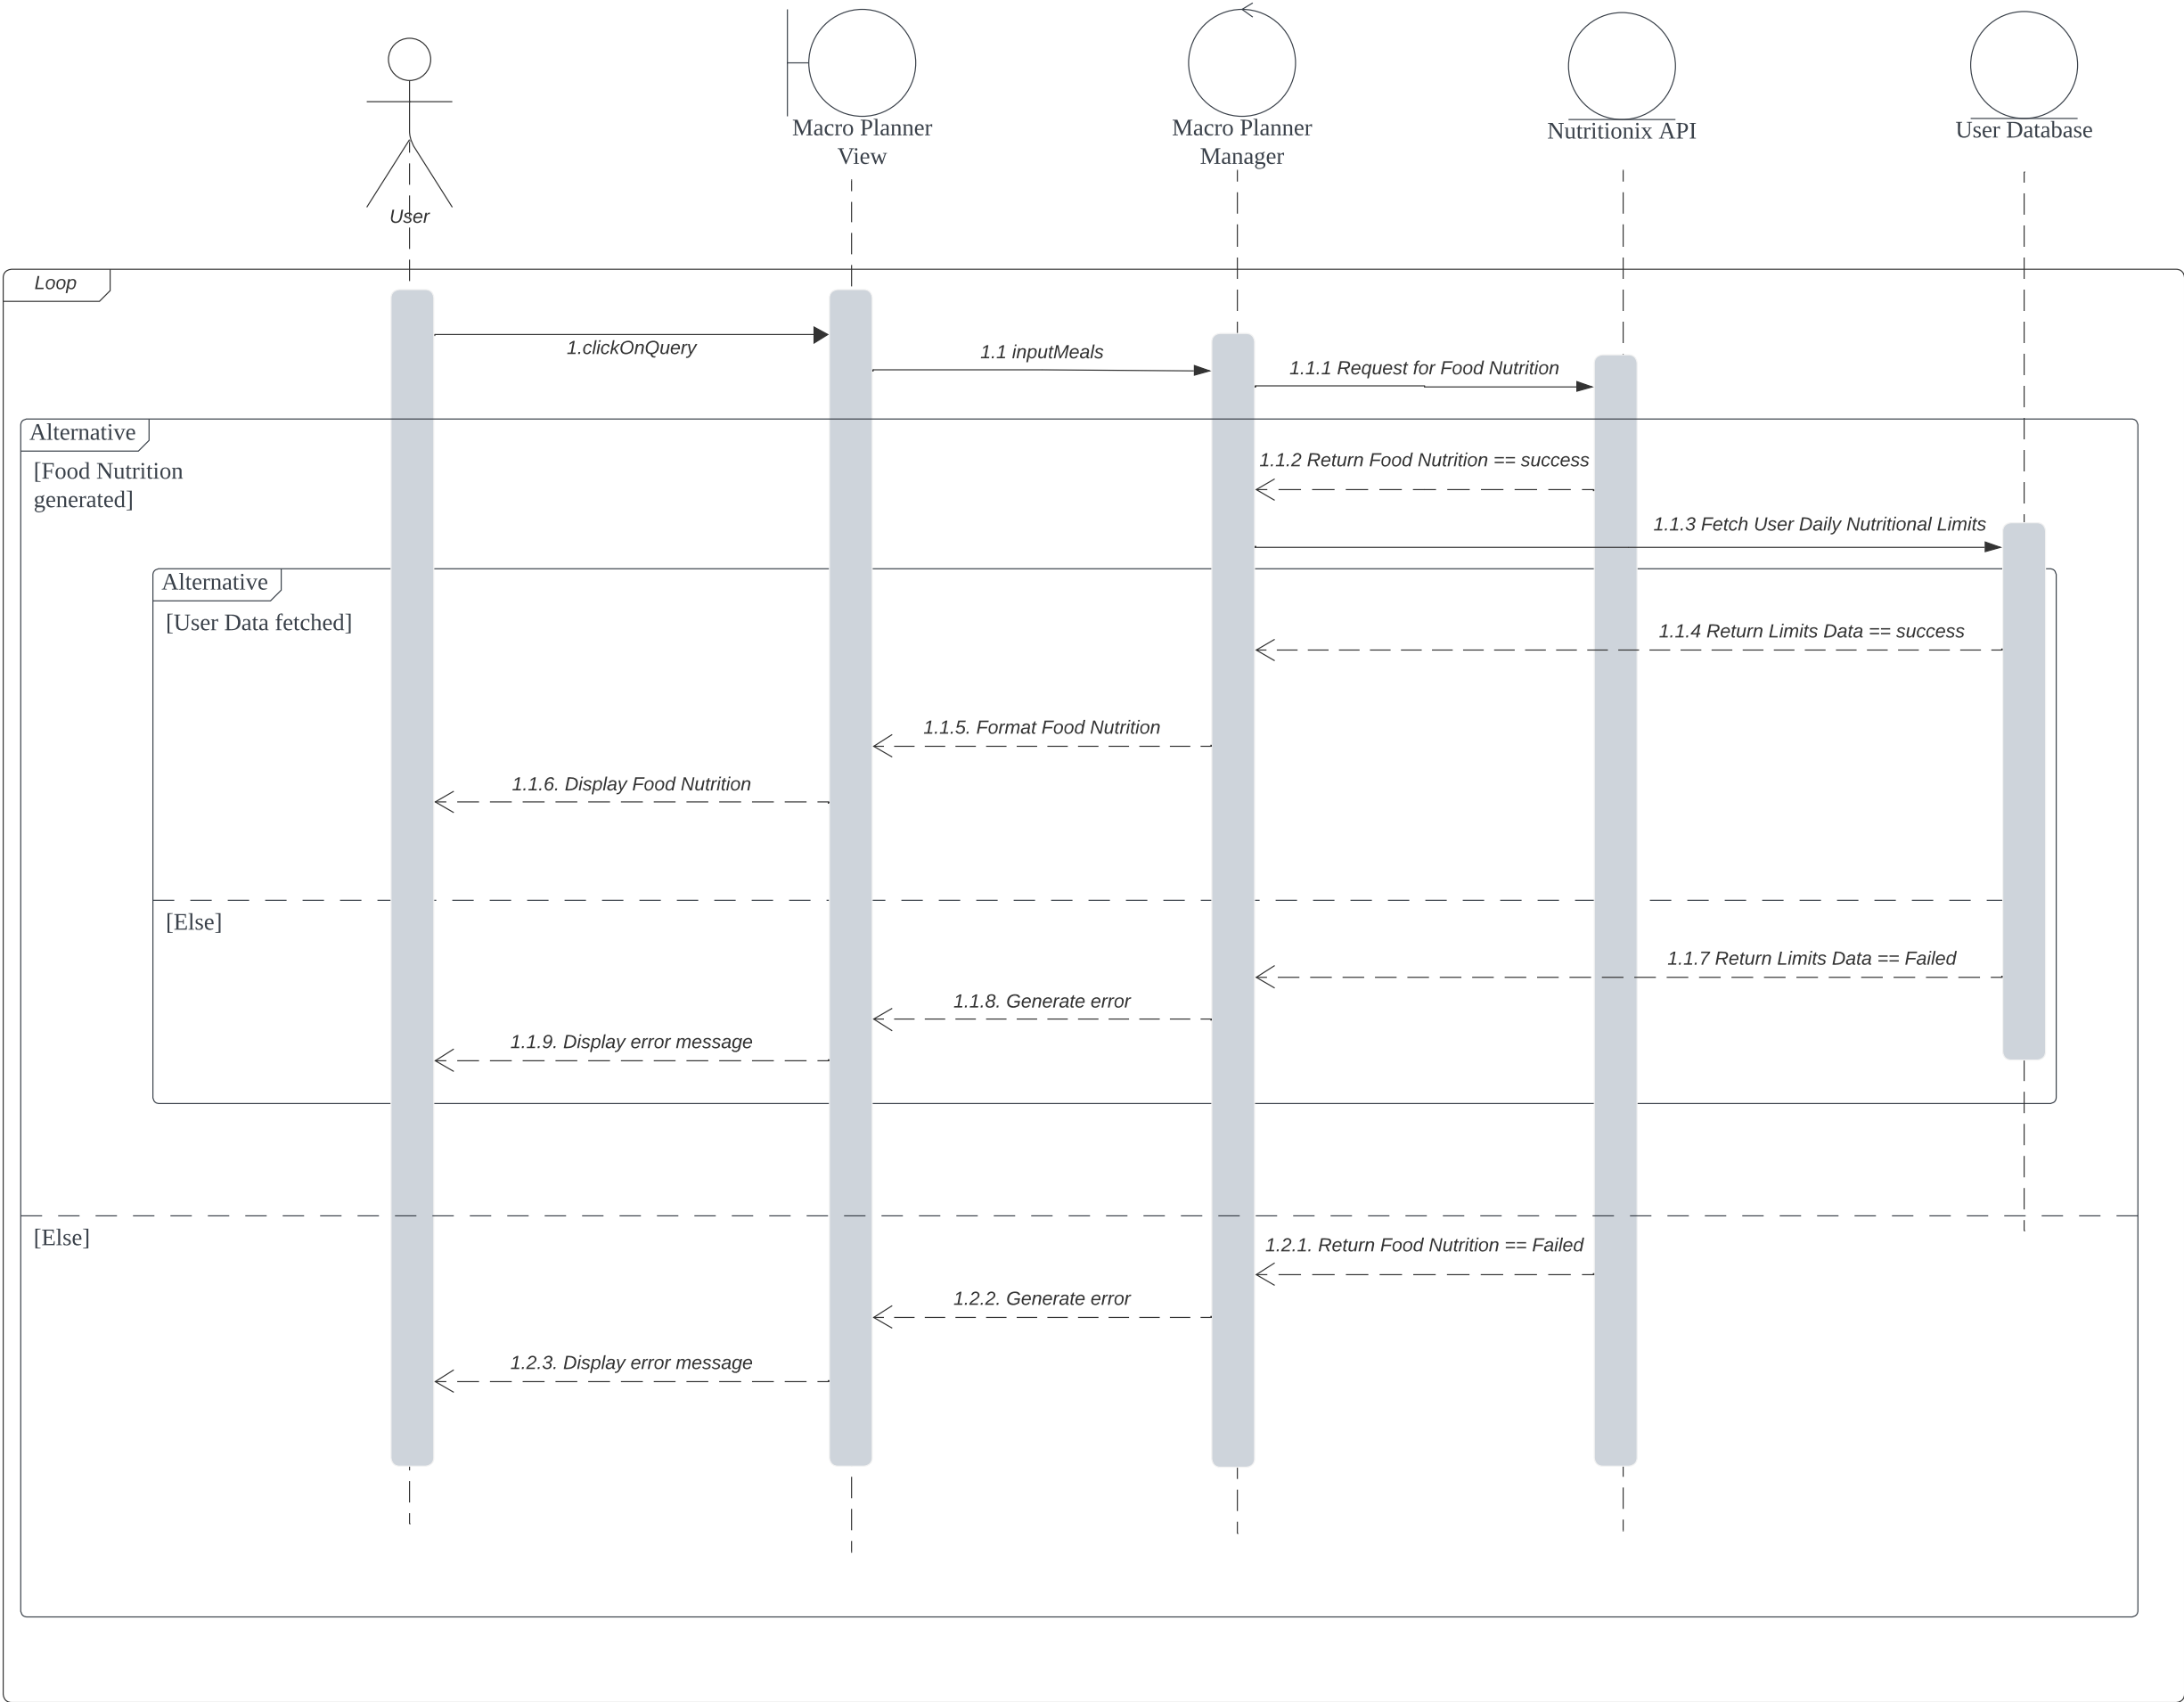 Macro Planner
View
Macro Planner
Manager
Nutritionix API
User Database
User
Loop
1.clickOnQuery
1.1 inputMeals
1.1.1 Request for Food Nutrition
Alternative
[Food Nutrition
generated]
1.1.2 Return Food Nutrition == success
1.1.3 Fetch User Daily Nutritional Limits
Alternative
[User Data fetched]
1.1.4 Return Limits Data == success
1.1.5. Format Food Nutrition
1.1.6. Display Food Nutrition
[Else]
1.1.7 Return Limits Data == Failed
1.1.8. Generate error
1.1.9. Display error message
[Else]
1.2.1. Return Food Nutrition == Failed
1.2.2. Generate error
1.2.3. Display error message